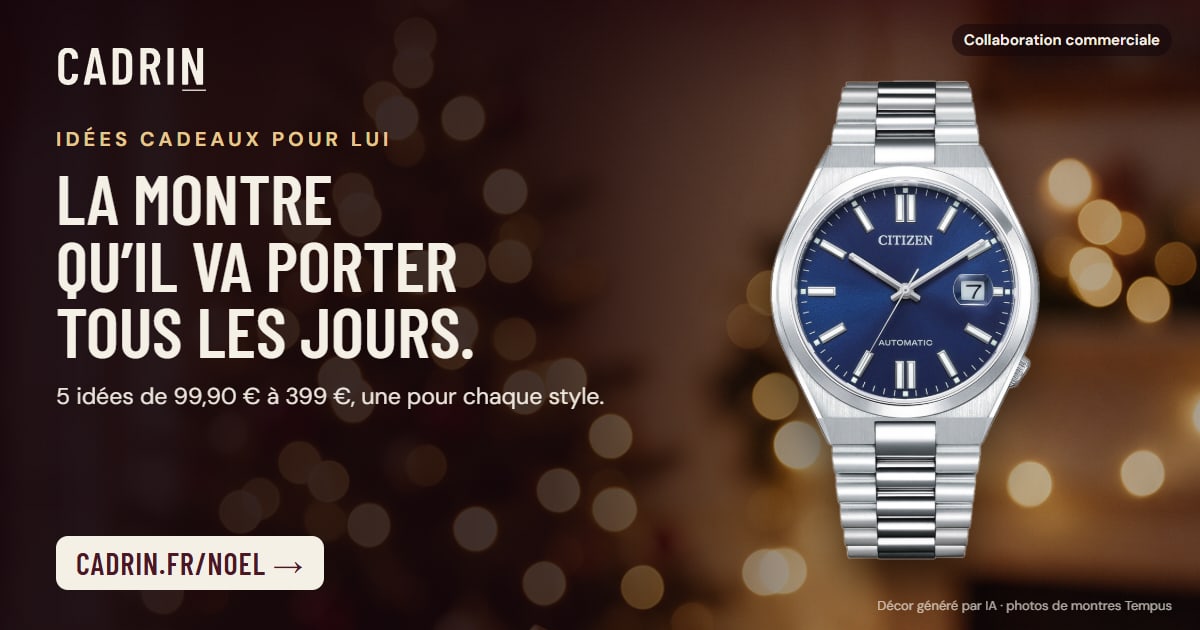 CADRIN
Collaboration commerciale
IDÉES CADEAUX POUR LUI
LA MONTRE
QU’IL VA PORTER
TOUS LES JOURS.
5 idées de 99,90 € à 399 €, une pour chaque style.
CITIZEN
7
AUTOMATIC
CADRIN.FR/NOEL →
Décor généré par IA · photos de montres Tempus